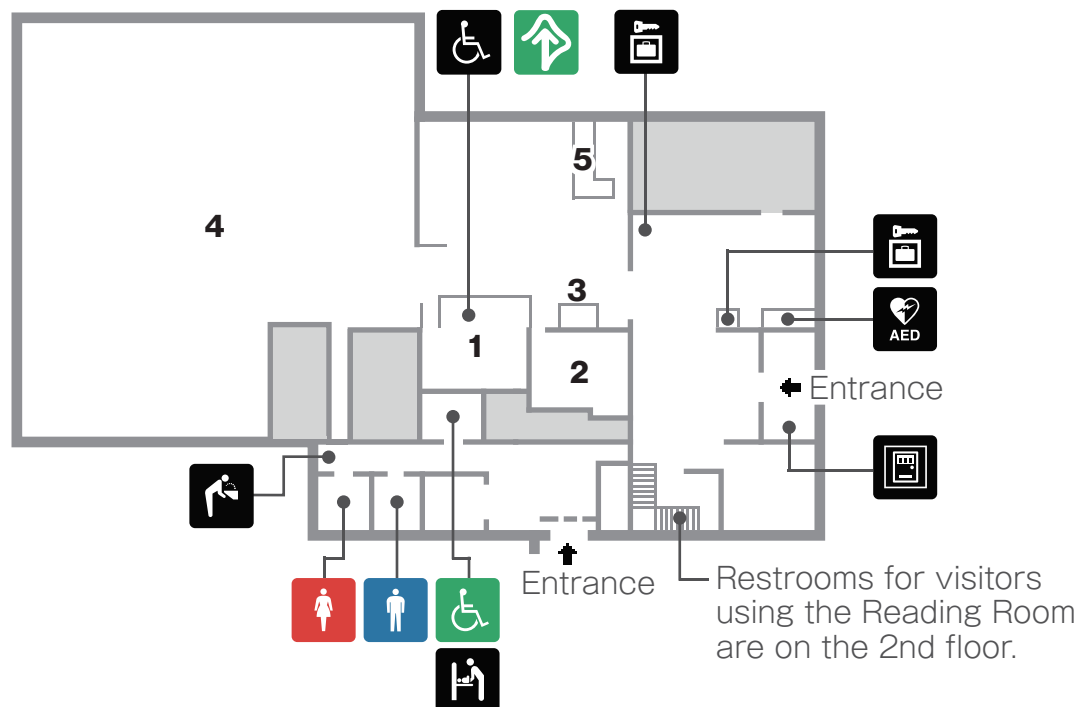 5
4
3
AED
1
2
Entrance
Entrance
Restrooms for visitors
using the Reading Room
are on the 2nd floor.